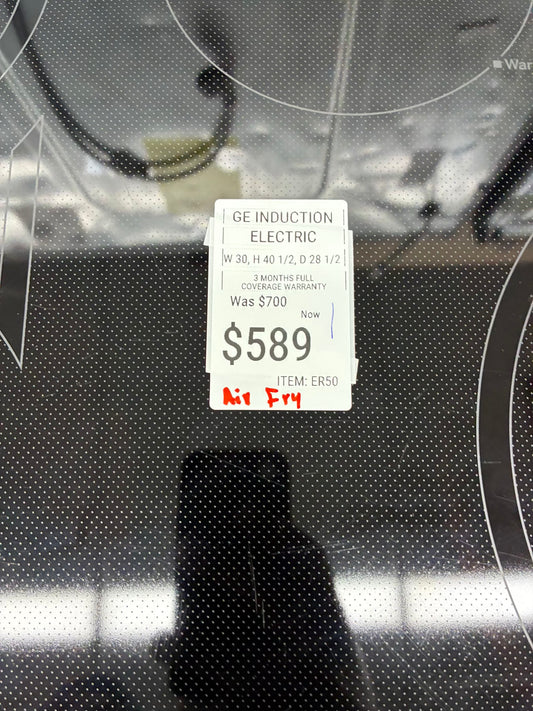 War
GE INDUCTION
ELECTRIC
W 30, H 40 1/2, D 28 1/2
3 MONTHS FULL
COVERAGE WARRANTY
Was $700
Now
$589
ITEM: ER50
Air Fry